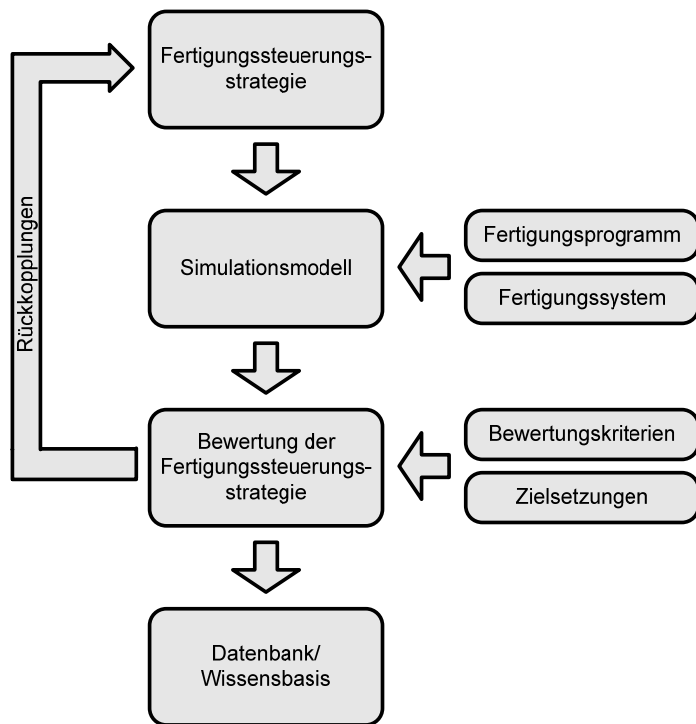 Fertigungssteuerungs-
strategie
Rückkopplungen
Simulationsmodell
Fertigungsprogramm
Fertigungssystem
Bewertung der
Fertigungssteuerungs-
strategie
Bewertungskriterien
Zielsetzungen
Datenbank/
Wissensbasis